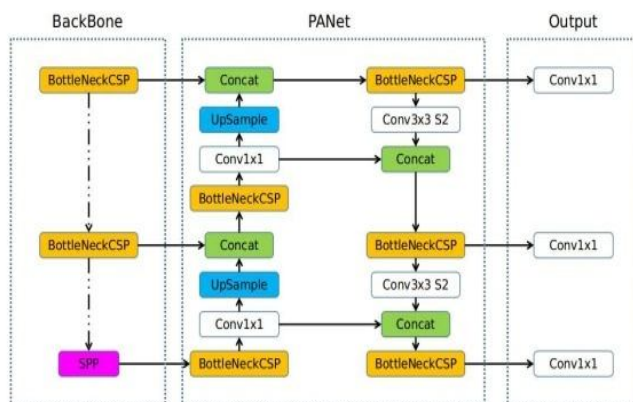 BackBone PANet Output
BottleNeckCSP Concat BottleNeckCSP Conv1x1
UpSample Conv3x3 S2
Conv1x1 Concat
BottleNeckCSP
BottleNeckCSP Concat BottleNeckCSP Conv1x1
UpSample Conv3x3 S2
Conv1x1 Concat
SPP BottleNeckCSP BottleNeckCSP Conv1x1